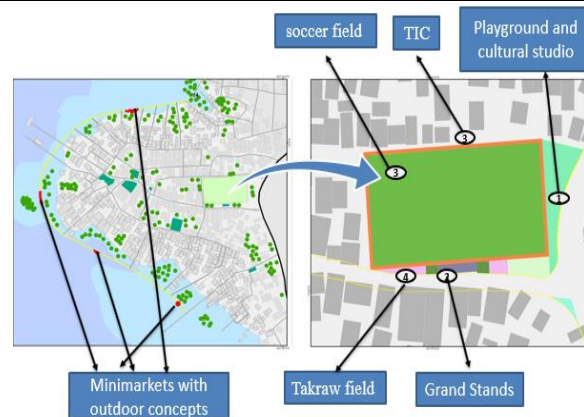 soccer field
TIC
Playground and
cultural studio
3
3
1
4
2
Minimarkets with
outdoor concepts
Takraw field
Grand Stands